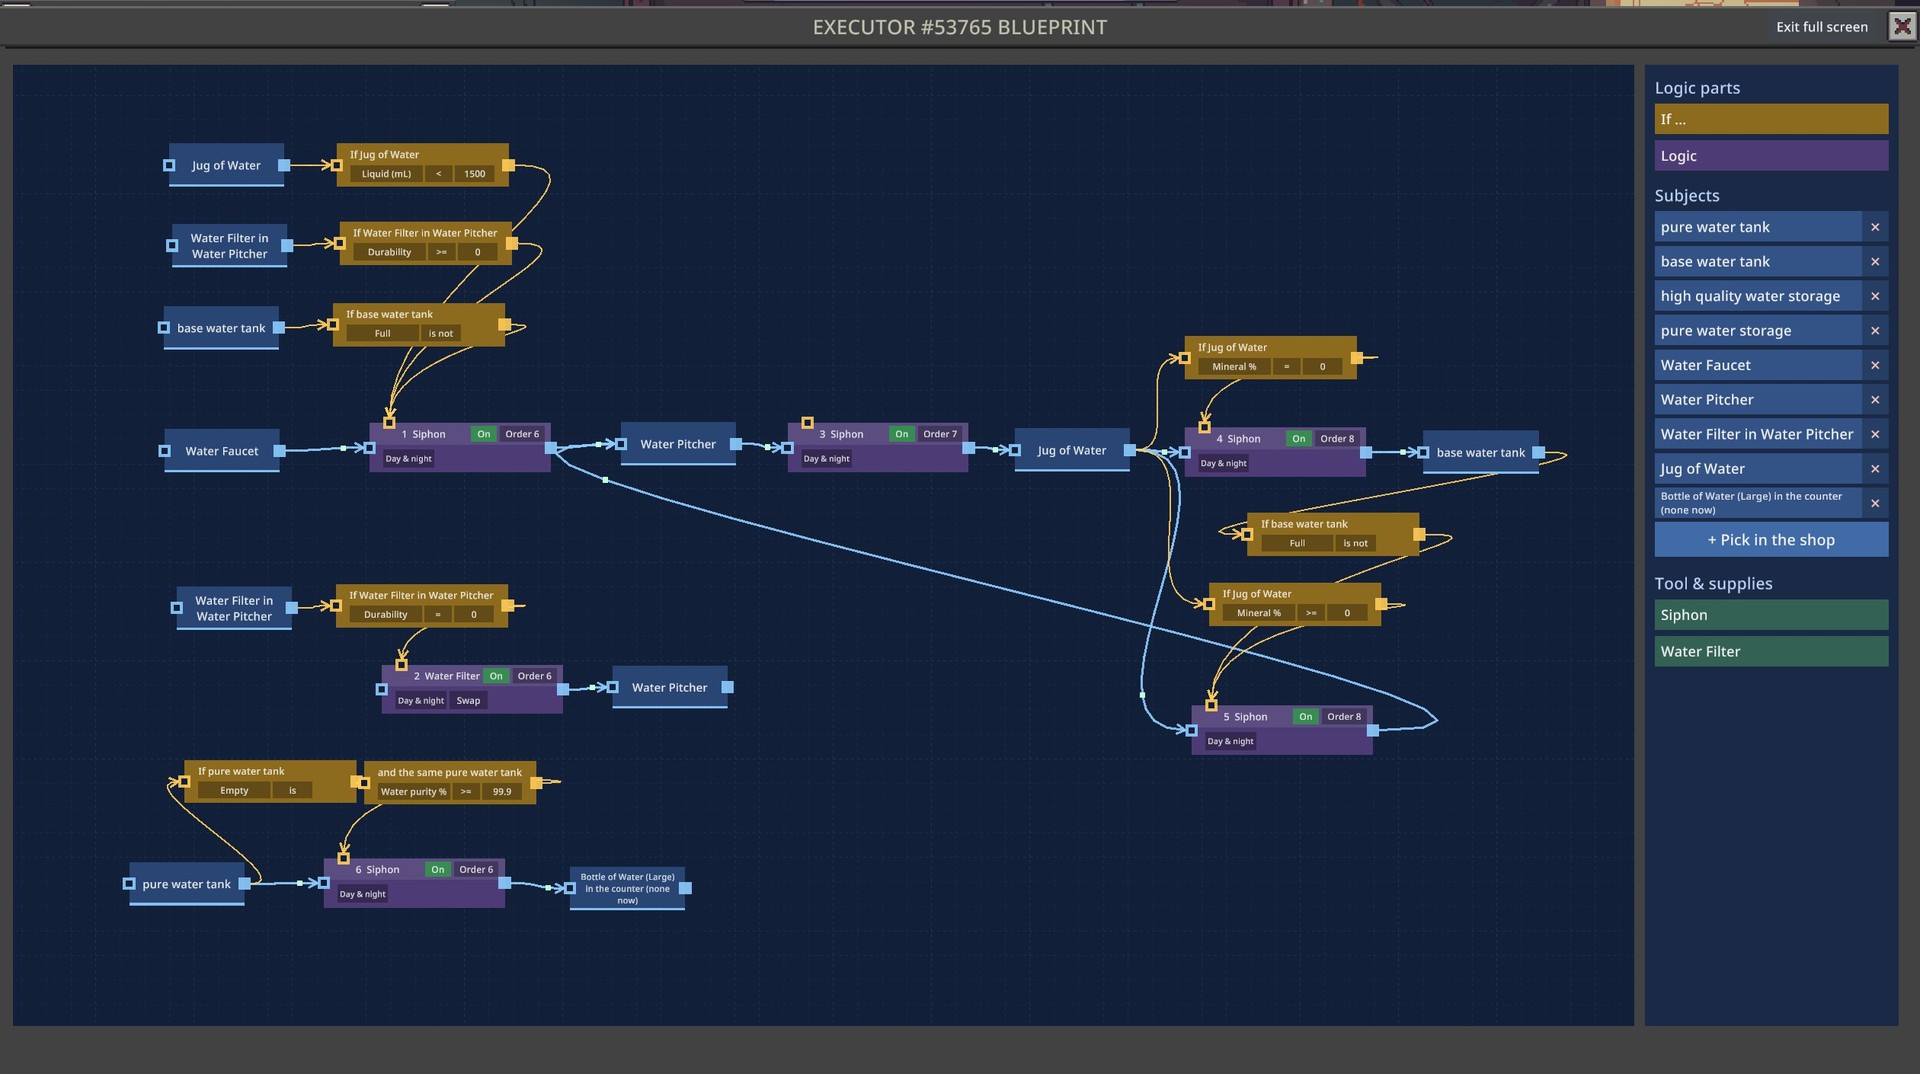 EXECUTOR #53765 BLUEPRINT
Exit full screen
Jug of Water
If Jug of Water
Liquid (mL) < 1500
Water Filter in
Water Pitcher
If Water Filter in Water Pitcher
Durability >= 0
base water tank
If base water tank
Full is not
Water Faucet
1 Siphon On Order 6
Day & night
Water Pitcher
3 Siphon On Order 7
Day & night
Jug of Water
If Jug of Water
Mineral % = 0
4 Siphon On Order 8
Day & night
base water tank
If base water tank
Full is not
If Jug of Water
Mineral % >= 0
5 Siphon On Order 8
Day & night
Water Filter in
Water Pitcher
If Water Filter in Water Pitcher
Durability = 0
2 Water Filter On Order 6
Day & night Swap
Water Pitcher
If pure water tank
Empty is
and the same pure water tank
Water purity % >= 99.9
pure water tank
6 Siphon On Order 6
Day & night
Bottle of Water (Large)
in the counter (none
now)
Logic parts
If ...
Logic
Subjects
pure water tank ×
base water tank ×
high quality water storage ×
pure water storage ×
Water Faucet ×
Water Pitcher ×
Water Filter in Water Pitcher ×
Jug of Water ×
Bottle of Water (Large) in the counter
(none now) ×
+ Pick in the shop
Tool & supplies
Siphon
Water Filter